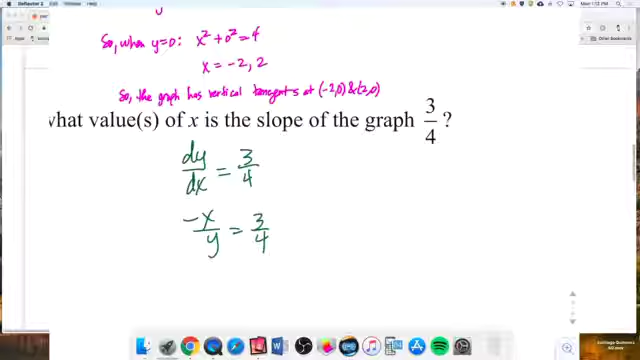 So, when y=0: x²+0²=4
x = -2, 2
So, the graph has vertical tangents at (-2,0) & (2,0)
what value(s) of x is the slope of the graph 3/4 ?
dy/dx = 3/4
-x/y = 3/4